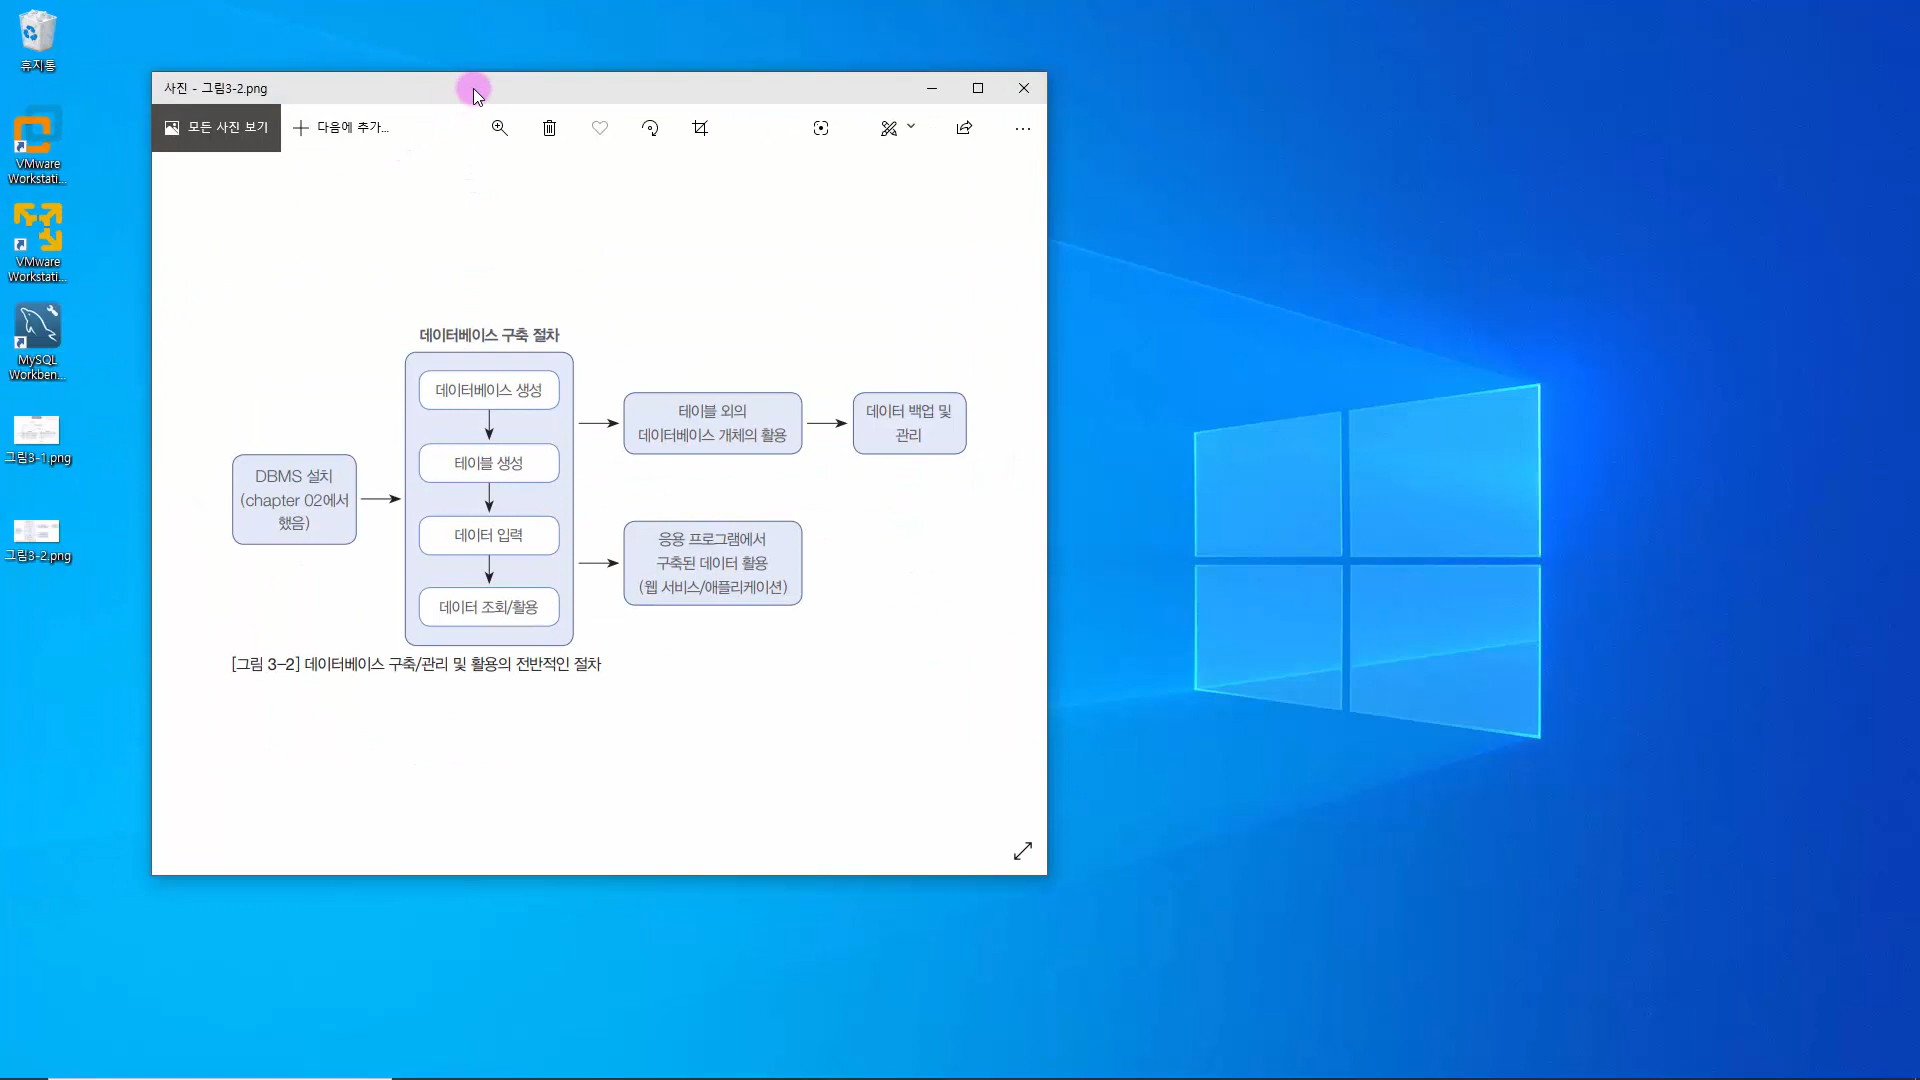 휴지통
VMware
Workstati...
VMware
Workstati...
MySQL
Workben...
그림3-1.png
그림3-2.png
사진 - 그림3-2.png
모든 사진 보기
다음에 추가...
데이터베이스 구축 절차
데이터베이스 생성
테이블 생성
데이터 입력
데이터 조회/활용
DBMS 설치
(chapter 02에서
했음)
테이블 외의
데이터베이스 개체의 활용
데이터 백업 및
관리
응용 프로그램에서
구축된 데이터 활용
(웹 서비스/애플리케이션)
[그림 3-2] 데이터베이스 구축/관리 및 활용의 전반적인 절차